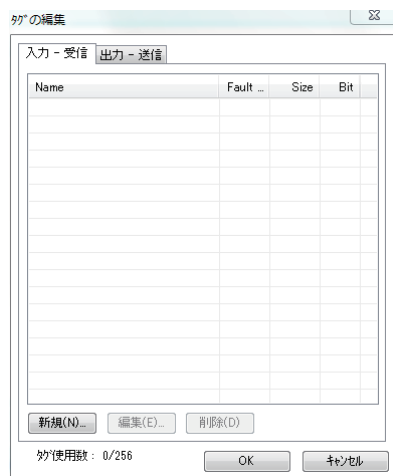 ﾀｸﾞの編集
入力 - 受信 出力 - 送信
Name Fault ... Size Bit
新規(N)... 編集(E)... 削除(D)
ﾀｸﾞ使用数： 0/256
OK ｷｬﾝｾﾙ